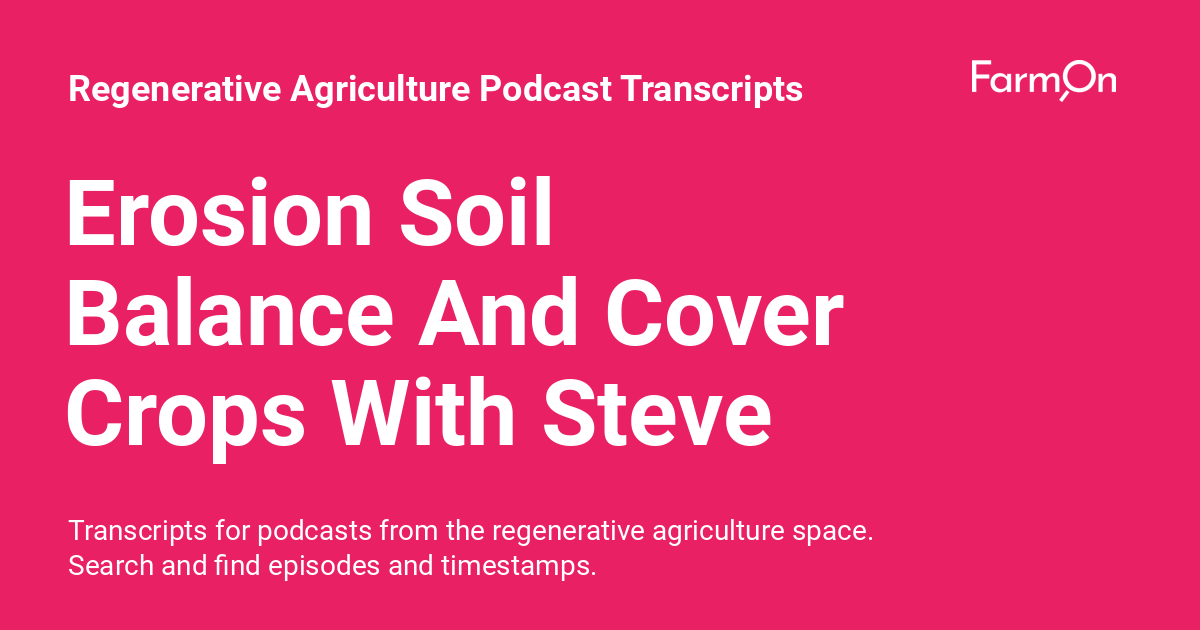 Regenerative Agriculture Podcast Transcripts
FarmOn
Erosion Soil
Balance And Cover
Crops With Steve
Transcripts for podcasts from the regenerative agriculture space.
Search and find episodes and timestamps.